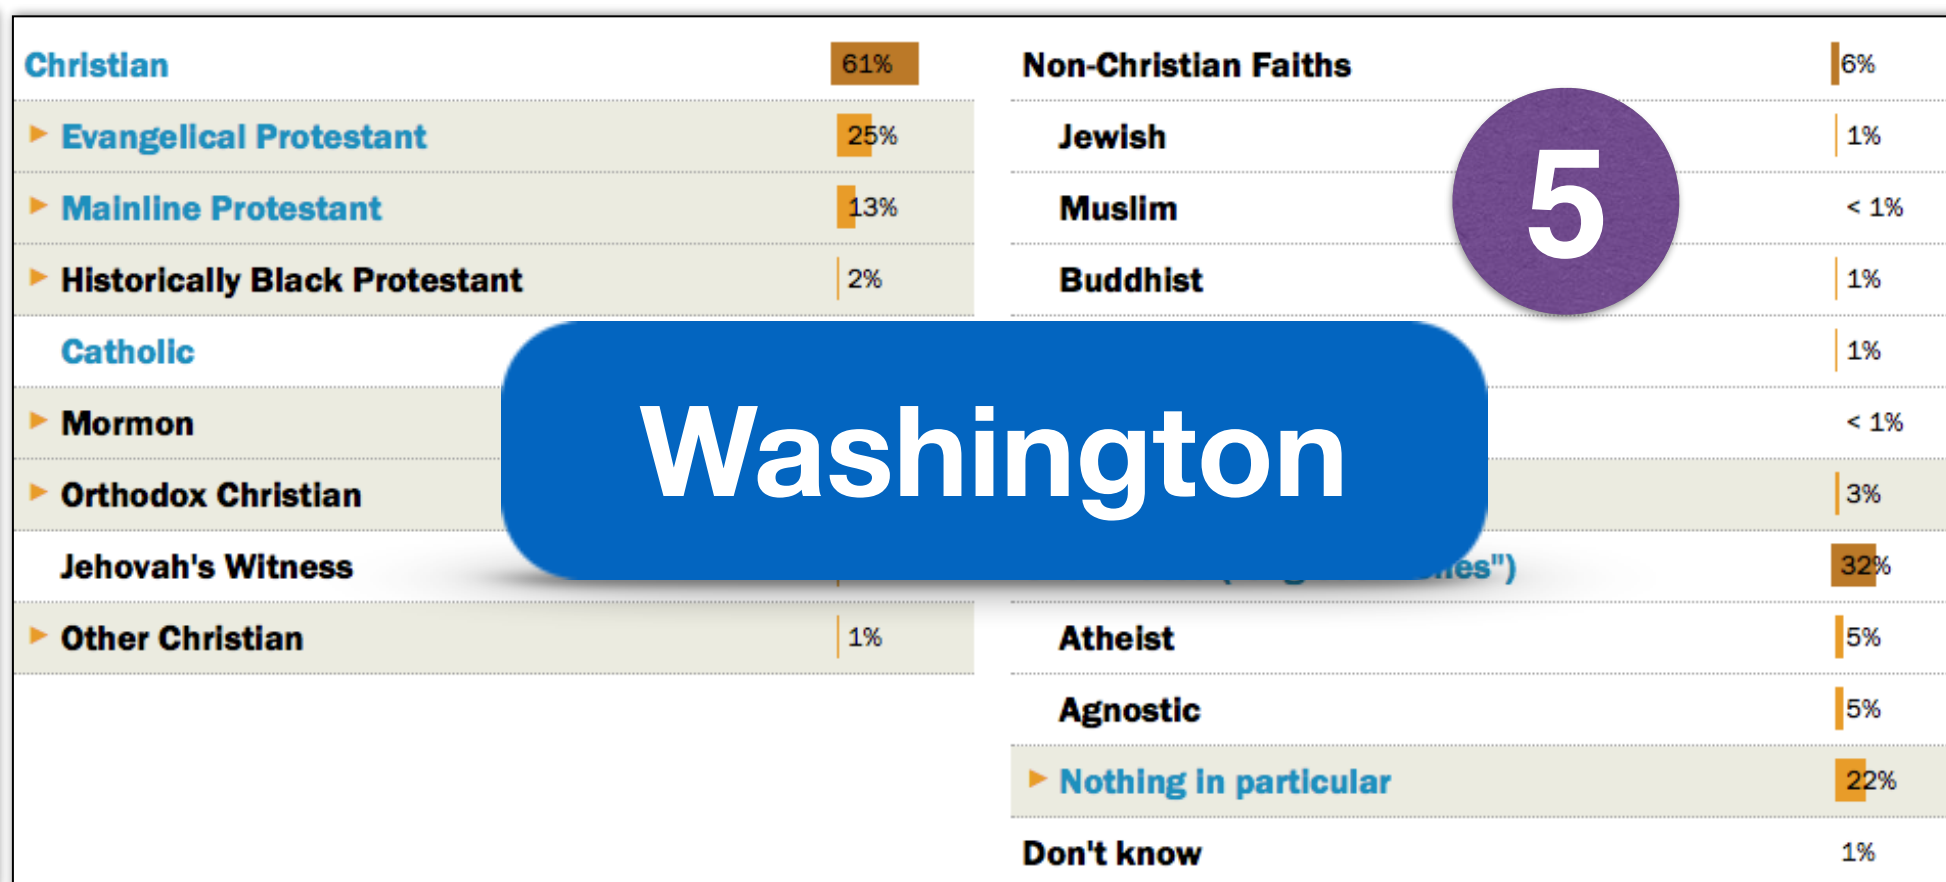 Christian 61%
Evangelical Protestant 25%
Mainline Protestant 13%
Historically Black Protestant 2%
Catholic
Mormon
Orthodox Christian
Jehovah's Witness
Other Christian 1%
Non-Christian Faiths 6%
Jewish 1%
Muslim < 1%
Buddhist 1%
1%
< 1%
3%
32%
Atheist 5%
Agnostic 5%
Nothing in particular 22%
Don't know 1%
5
Washington